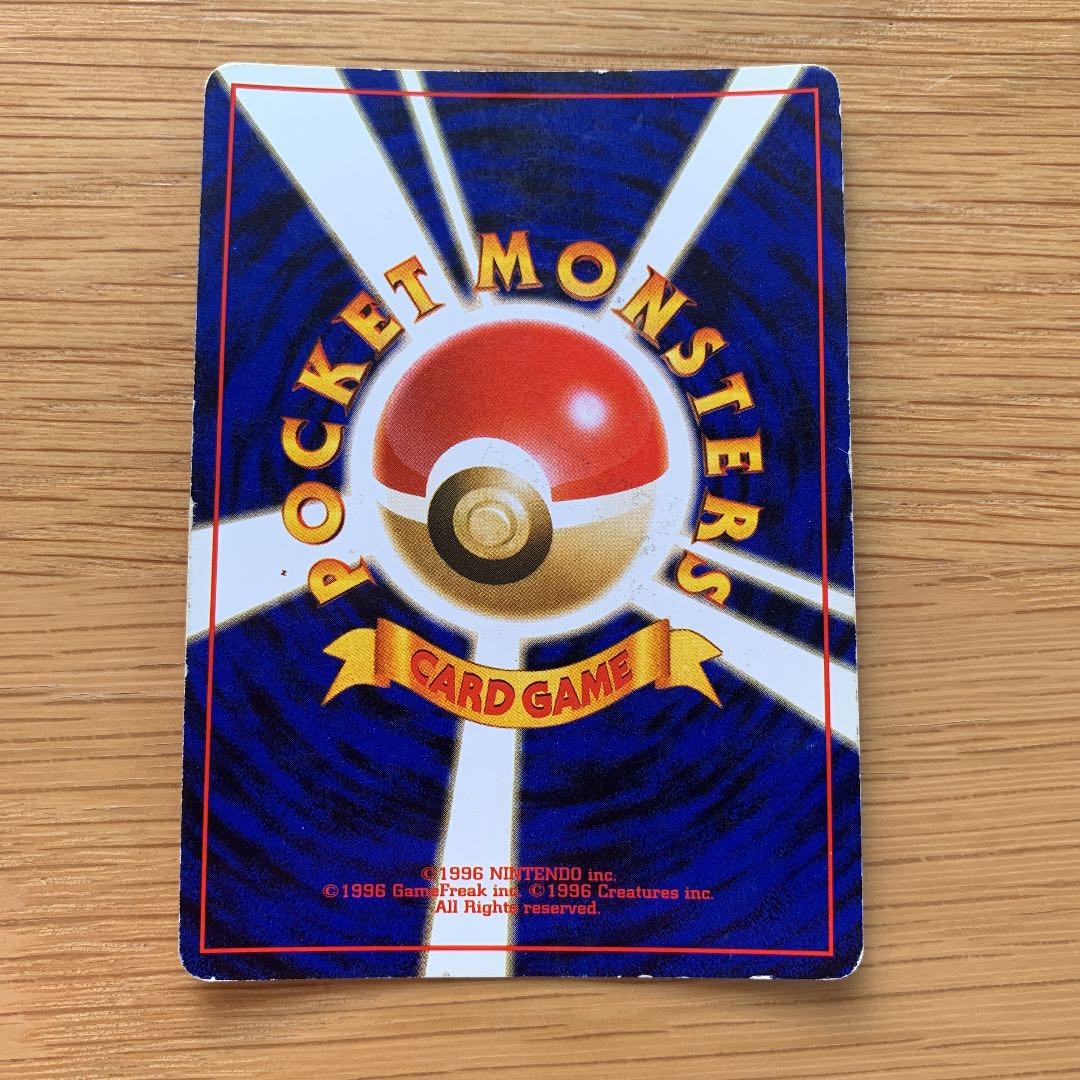 POCKET MONSTERS
CARD GAME
©1996 NINTENDO inc.
©1996 GameFreak inc. ©1996 Creatures inc.
All Rights reserved.